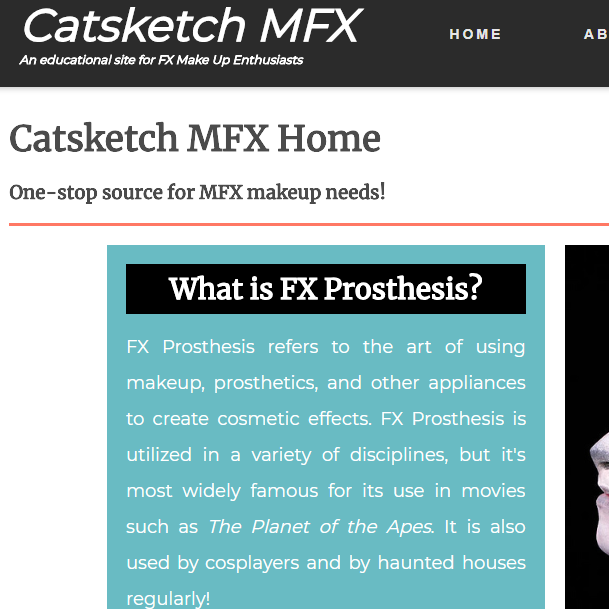 Catsketch MFX
An educational site for FX Make Up Enthusiasts
HOME
AB
Catsketch MFX Home
One-stop source for MFX makeup needs!
What is FX Prosthesis?
FX Prosthesis refers to the art of using
makeup, prosthetics, and other appliances
to create cosmetic effects. FX Prosthesis is
utilized in a variety of disciplines, but it's
most widely famous for its use in movies
such as The Planet of the Apes. It is also
used by cosplayers and by haunted houses
regularly!